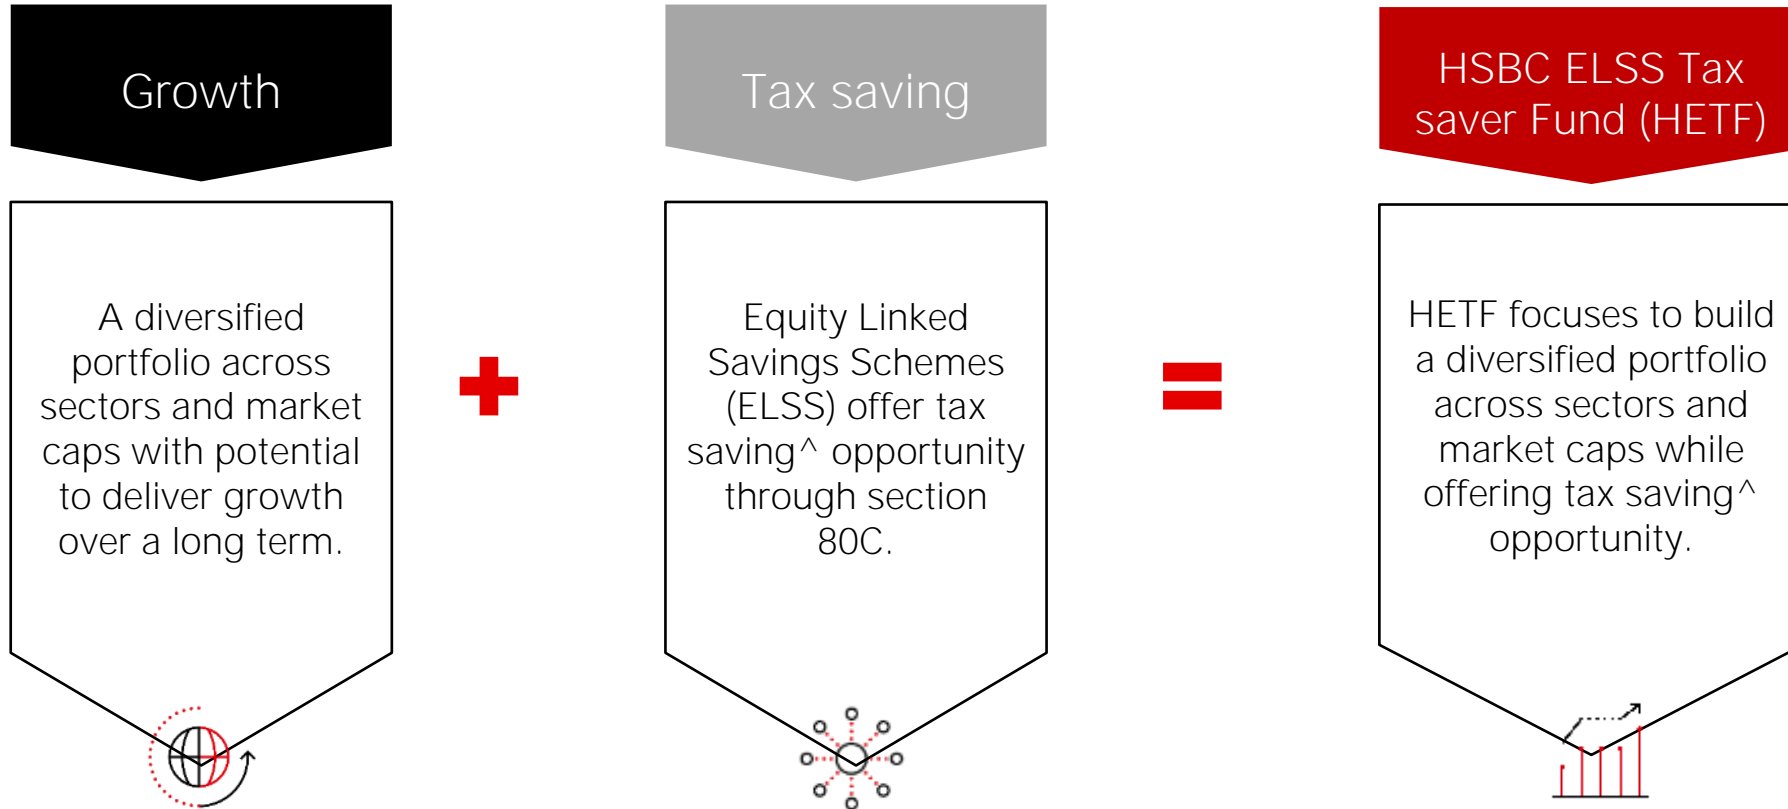 Growth
A diversified
portfolio across
sectors and market
caps with potential
to deliver growth
over a long term.
Tax saving
Equity Linked
Savings Schemes
(ELSS) offer tax
saving^ opportunity
through section
80C.
HSBC ELSS Tax
saver Fund (HETF)
HETF focuses to build
a diversified portfolio
across sectors and
market caps while
offering tax saving^
opportunity.